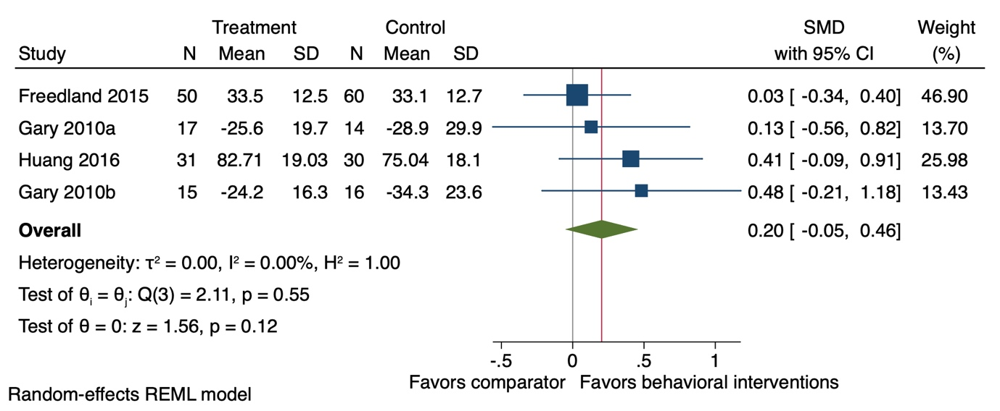 Treatment Control SMD Weight
Study N Mean SD N Mean SD with 95% CI (%)
Freedland 2015 50 33.5 12.5 60 33.1 12.7 0.03 [ -0.34, 0.40] 46.90
Gary 2010a 17 -25.6 19.7 14 -28.9 29.9 0.13 [ -0.56, 0.82] 13.70
Huang 2016 31 82.71 19.03 30 75.04 18.1 0.41 [ -0.09, 0.91] 25.98
Gary 2010b 15 -24.2 16.3 16 -34.3 23.6 0.48 [ -0.21, 1.18] 13.43
Overall 0.20 [ -0.05, 0.46]
Heterogeneity: τ² = 0.00, I² = 0.00%, H² = 1.00
Test of θᵢ = θⱼ: Q(3) = 2.11, p = 0.55
Test of θ = 0: z = 1.56, p = 0.12
-.5 0 .5 1
Favors comparator Favors behavioral interventions
Random-effects REML model